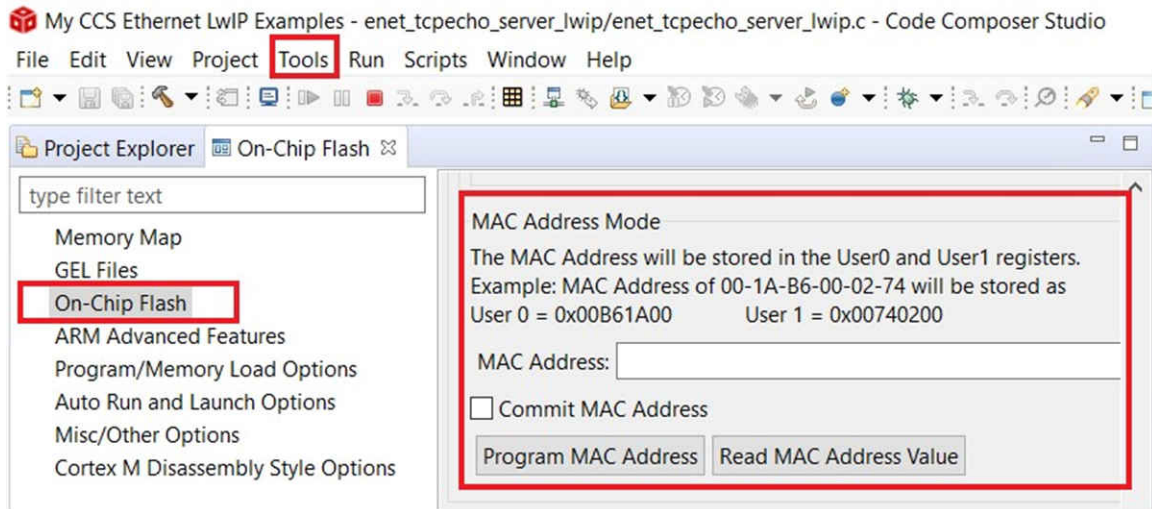 My CCS Ethernet LwIP Examples - enet_tcpecho_server_lwip/enet_tcpecho_server_lwip.c - Code Composer Studio
File Edit View Project Tools Run Scripts Window Help
Project Explorer On-Chip Flash
type filter text
Memory Map
GEL Files
On-Chip Flash
ARM Advanced Features
Program/Memory Load Options
Auto Run and Launch Options
Misc/Other Options
Cortex M Disassembly Style Options
MAC Address Mode
The MAC Address will be stored in the User0 and User1 registers.
Example: MAC Address of 00-1A-B6-00-02-74 will be stored as
User 0 = 0x00B61A00 User 1 = 0x00740200
MAC Address:
Commit MAC Address
Program MAC Address Read MAC Address Value